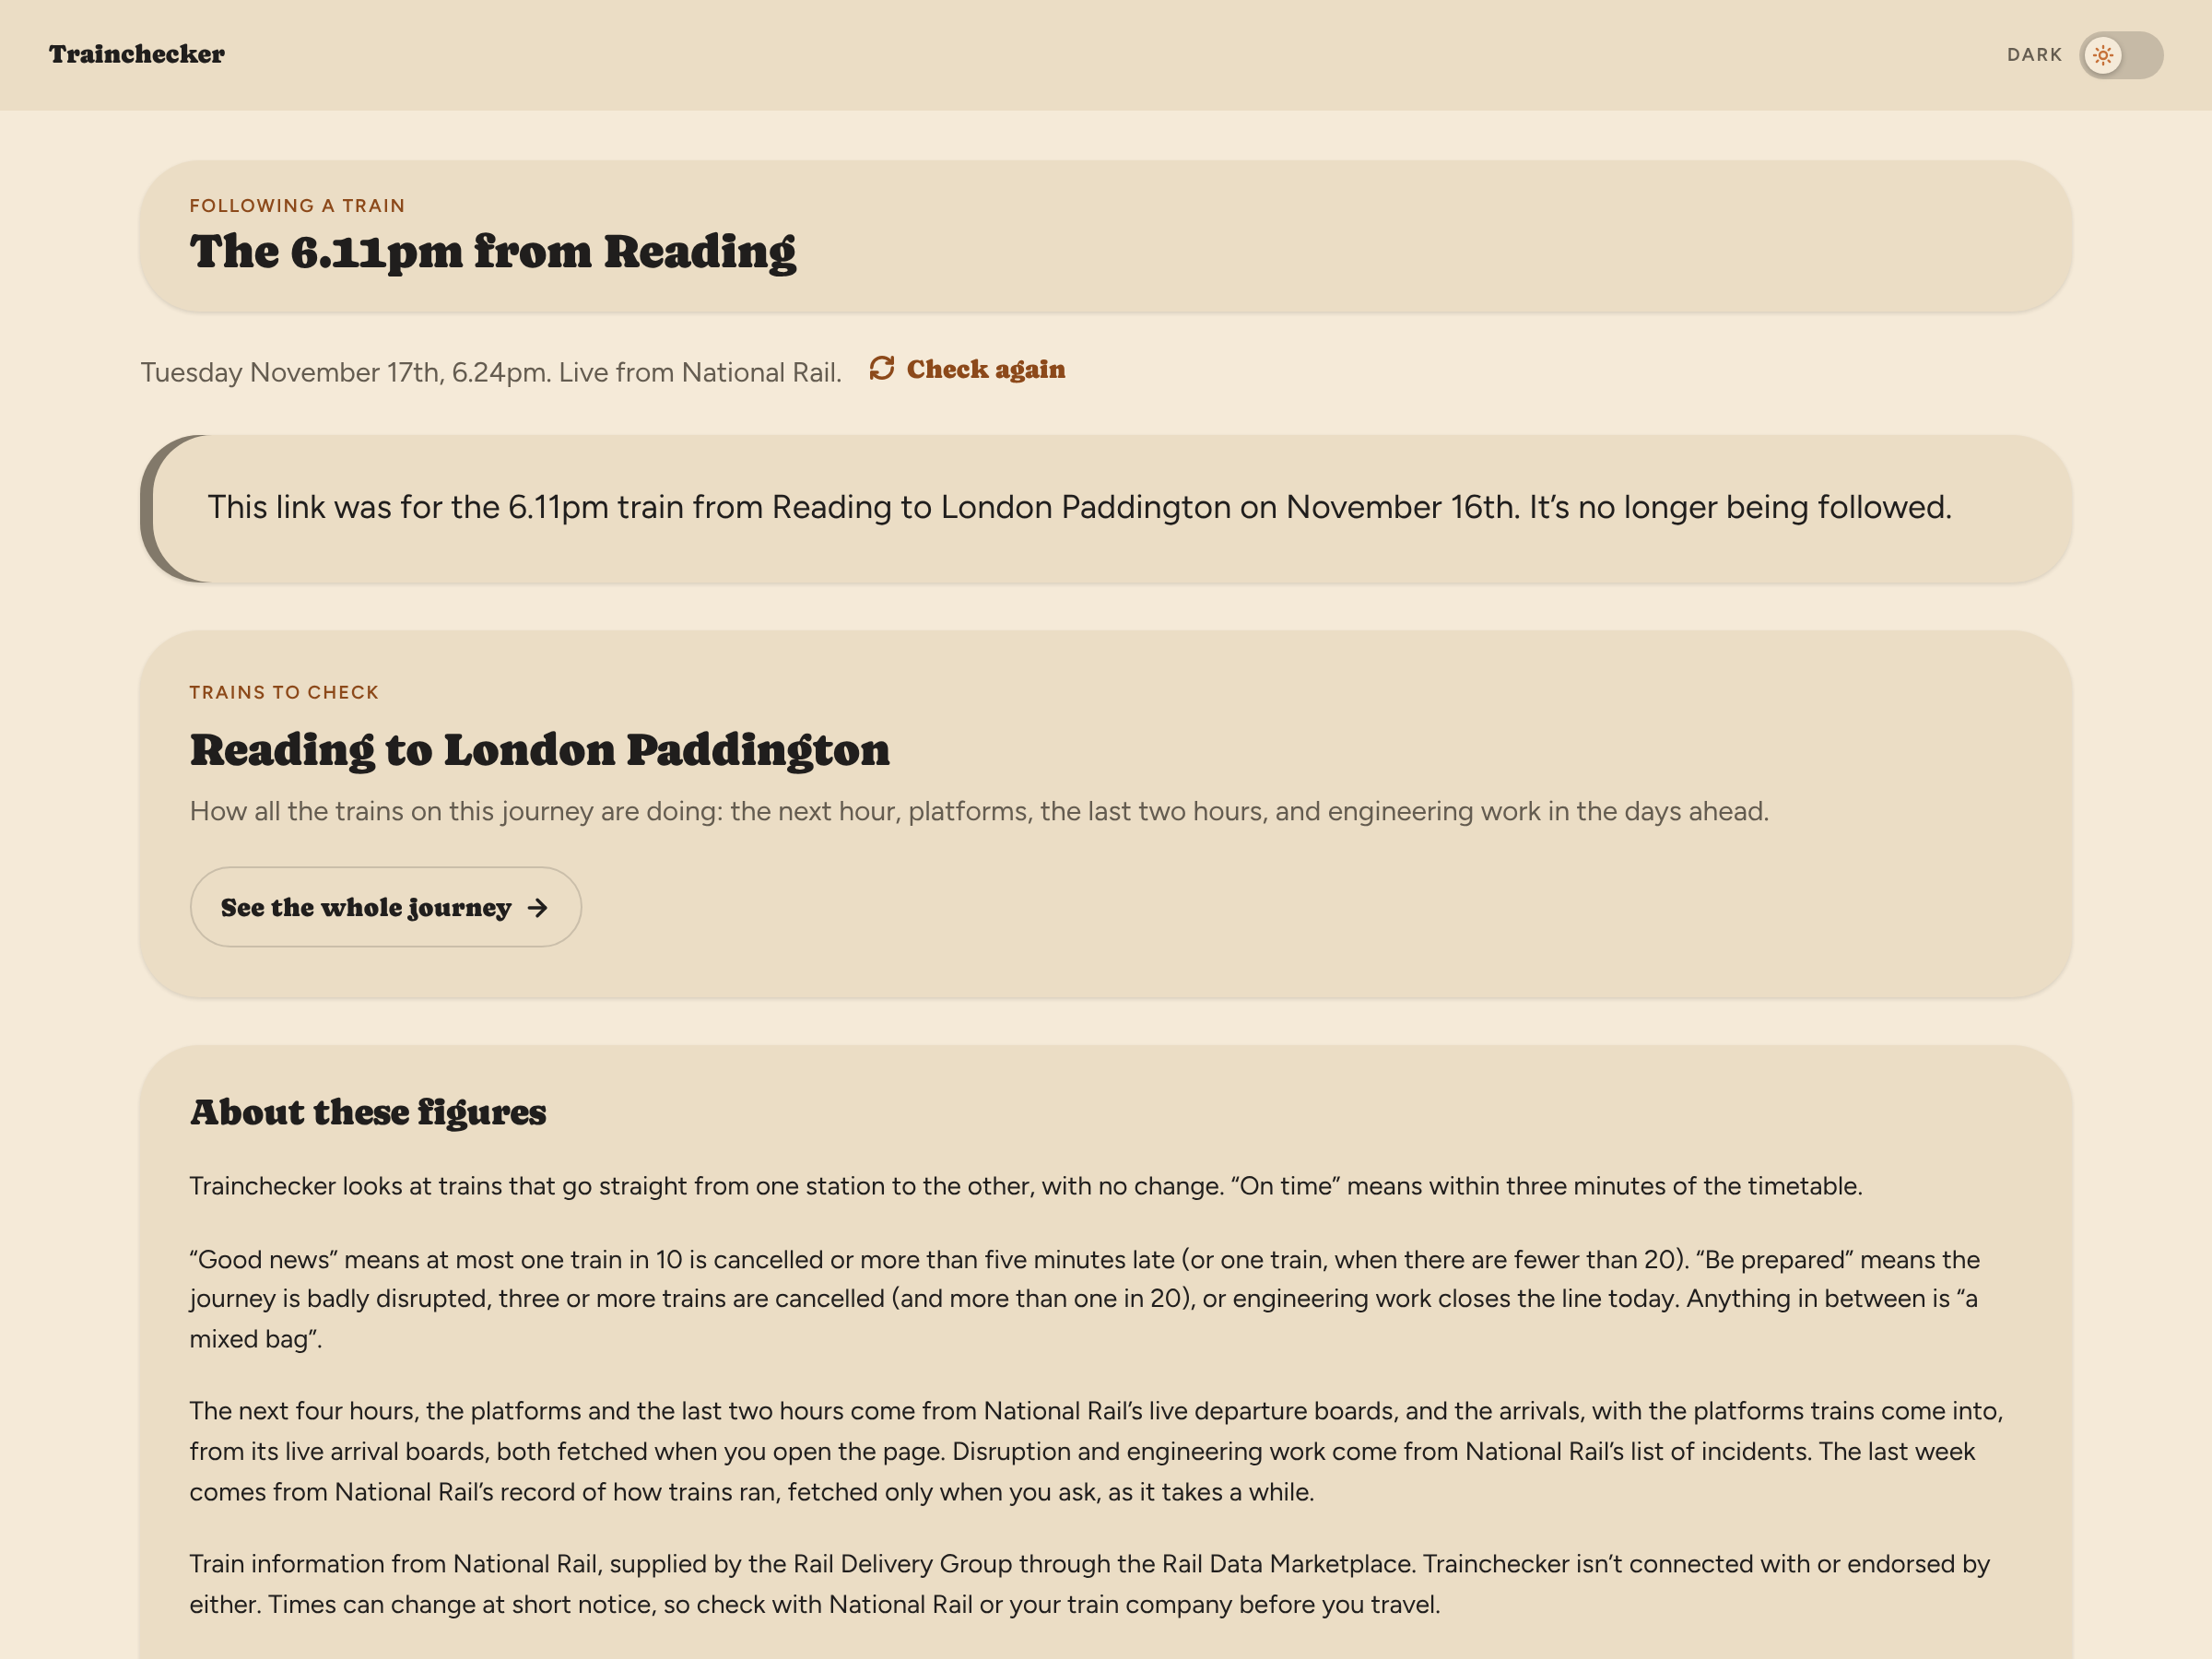 Trainchecker
DARK
FOLLOWING A TRAIN
The 6.11pm from Reading
Tuesday November 17th, 6.24pm. Live from National Rail.
Check again
This link was for the 6.11pm train from Reading to London Paddington on November 16th. It’s no longer being followed.
TRAINS TO CHECK
Reading to London Paddington
How all the trains on this journey are doing: the next hour, platforms, the last two hours, and engineering work in the days ahead.
See the whole journey →
About these figures
Trainchecker looks at trains that go straight from one station to the other, with no change. “On time” means within three minutes of the timetable.
“Good news” means at most one train in 10 is cancelled or more than five minutes late (or one train, when there are fewer than 20). “Be prepared” means the
journey is badly disrupted, three or more trains are cancelled (and more than one in 20), or engineering work closes the line today. Anything in between is “a
mixed bag”.
The next four hours, the platforms and the last two hours come from National Rail’s live departure boards, and the arrivals, with the platforms trains come into,
from its live arrival boards, both fetched when you open the page. Disruption and engineering work come from National Rail’s list of incidents. The last week
comes from National Rail’s record of how trains ran, fetched only when you ask, as it takes a while.
Train information from National Rail, supplied by the Rail Delivery Group through the Rail Data Marketplace. Trainchecker isn’t connected with or endorsed by
either. Times can change at short notice, so check with National Rail or your train company before you travel.